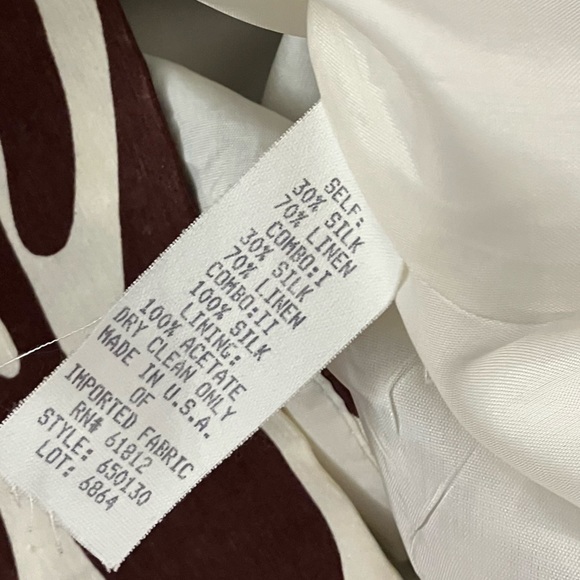 SELF:
30% SILK
70% LINEN
COMBO:I
30% SILK
70% LINEN
COMBO:II
100% SILK
LINING:
100% ACETATE
DRY CLEAN ONLY
MADE IN U.S.A.
OF
IMPORTED FABRIC
RN# 61812
STYLE: 650130
LOT: 6864